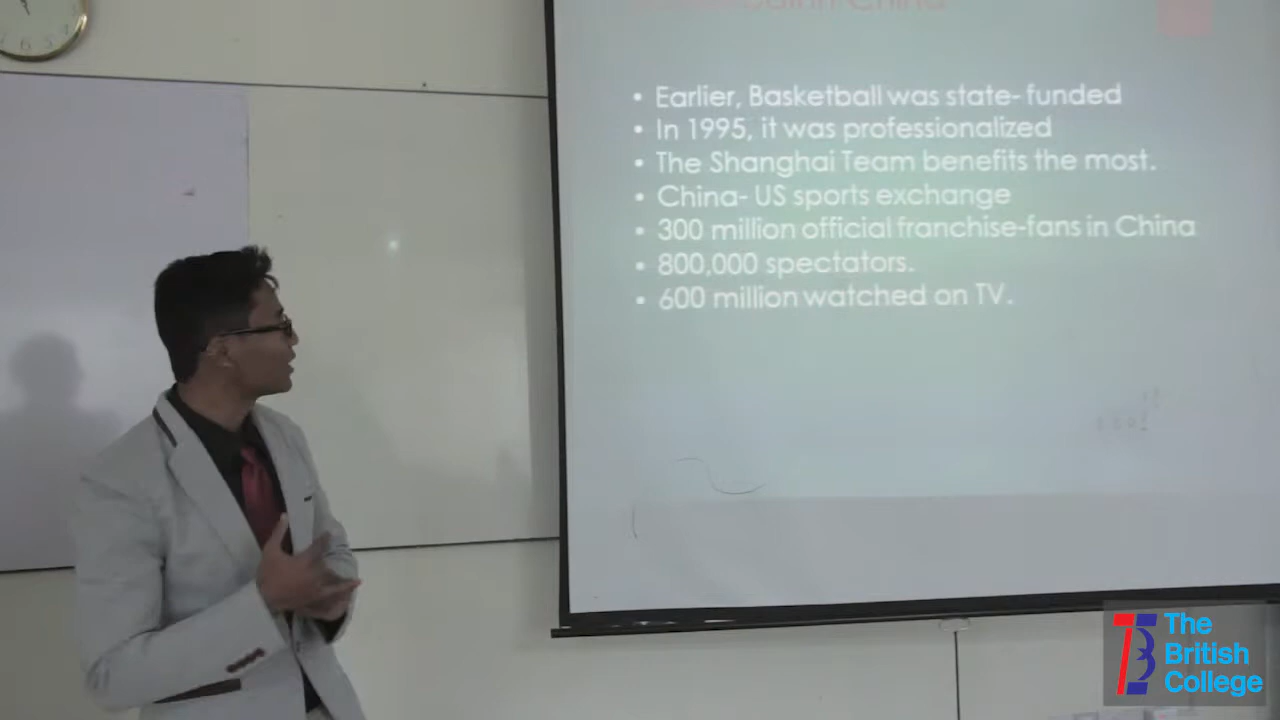 in China
• Earlier, Basketball was state- funded
• In 1995, it was professionalized
• The Shanghai Team benefits the most.
• China- US sports exchange
• 300 million official franchise-fans in China
• 800,000 spectators.
• 600 million watched on TV.
The
British
College